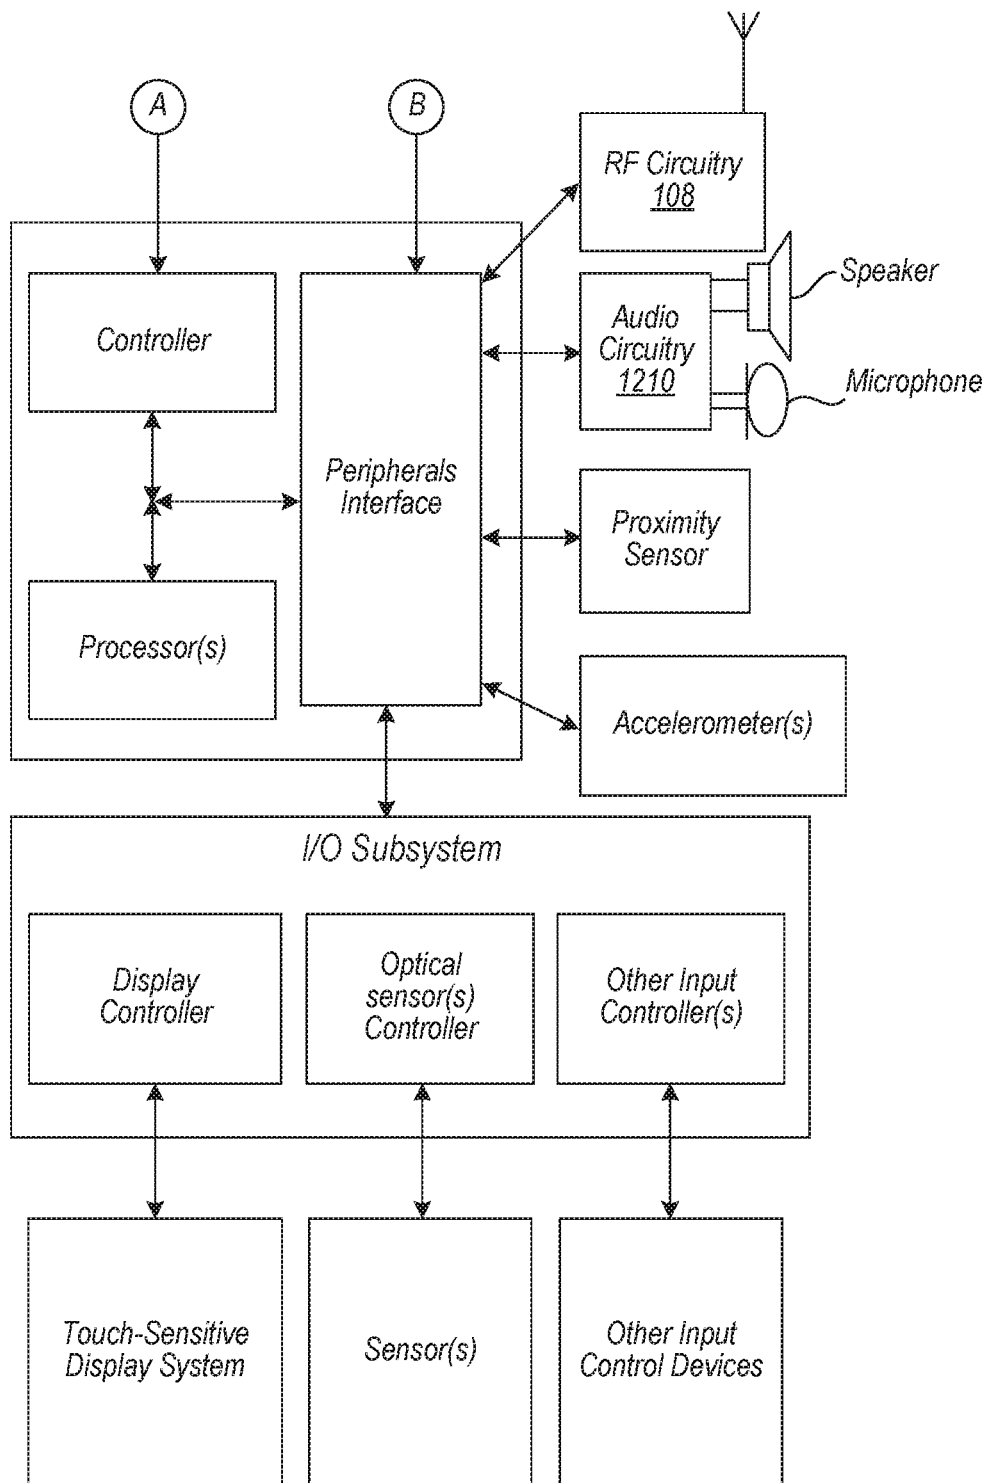 A
B
RF Circuitry
108
Speaker
Controller
Audio
Circuitry
1210
Microphone
Peripherals
Interface
Proximity
Sensor
Processor(s)
Accelerometer(s)
I/O Subsystem
Display
Controller
Optical
sensor(s)
Controller
Other Input
Controller(s)
Touch-Sensitive
Display System
Sensor(s)
Other Input
Control Devices